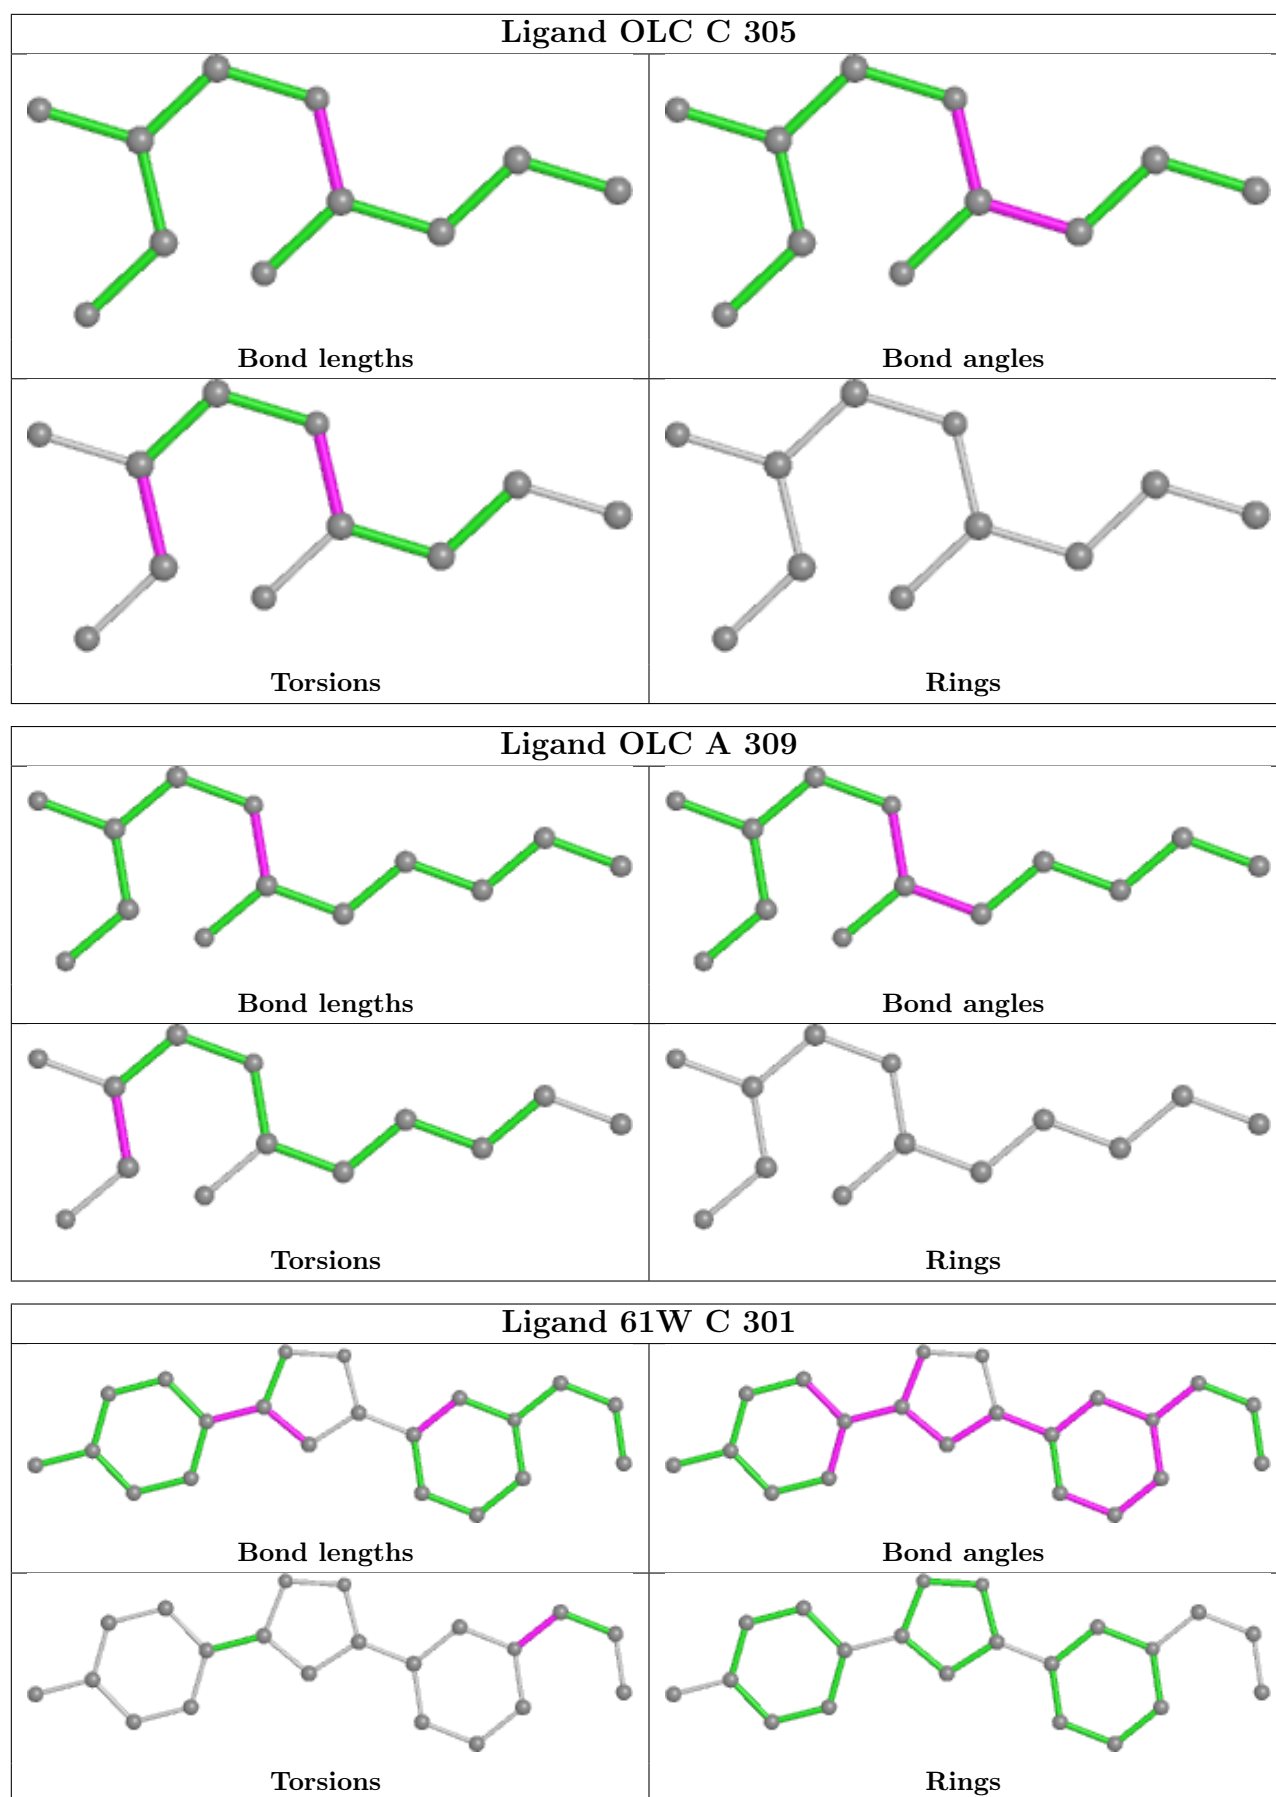 Ligand OLC C 305
Bond lengths
Bond angles
Torsions
Rings
Ligand OLC A 309
Bond lengths
Bond angles
Torsions
Rings
Ligand 61W C 301
Bond lengths
Bond angles
Torsions
Rings